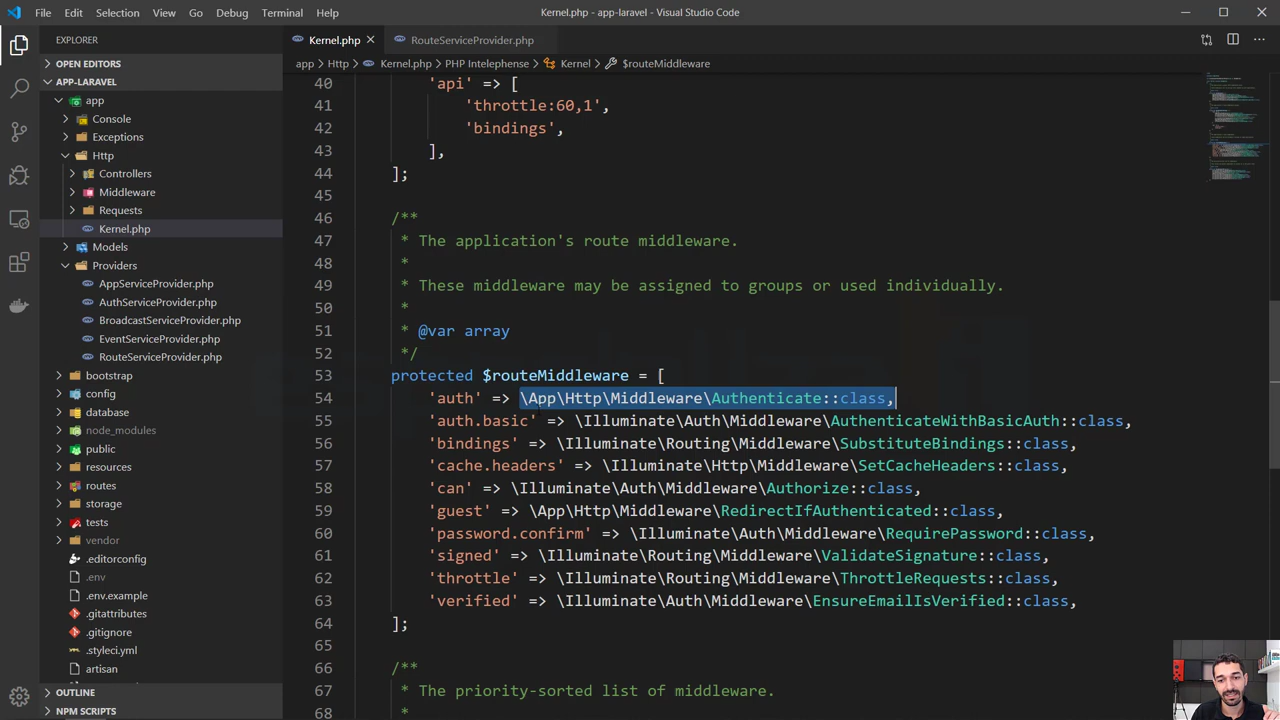 File Edit Selection View Go Debug Terminal Help
Kernel.php - app-laravel - Visual Studio Code
EXPLORER
Kernel.php
RouteServiceProvider.php
app > Http > Kernel.php > PHP Intelephense > Kernel > $routeMiddleware
OPEN EDITORS
APP-LARAVEL
app
Console
Exceptions
Http
Controllers
Middleware
Requests
Kernel.php
Models
Providers
AppServiceProvider.php
AuthServiceProvider.php
BroadcastServiceProvider.php
EventServiceProvider.php
RouteServiceProvider.php
bootstrap
config
database
node_modules
public
resources
routes
storage
tests
vendor
.editorconfig
.env
.env.example
.gitattributes
.gitignore
.styleci.yml
artisan
OUTLINE
NPM SCRIPTS
40 'api' => [
41 'throttle:60,1',
42 'bindings',
43 ],
44 ];
45
46 /**
47 * The application's route middleware.
48 *
49 * These middleware may be assigned to groups or used individually.
50 *
51 * @var array
52 */
53 protected $routeMiddleware = [
54 'auth' => \App\Http\Middleware\Authenticate::class,
55 'auth.basic' => \Illuminate\Auth\Middleware\AuthenticateWithBasicAuth::class,
56 'bindings' => \Illuminate\Routing\Middleware\SubstituteBindings::class,
57 'cache.headers' => \Illuminate\Http\Middleware\SetCacheHeaders::class,
58 'can' => \Illuminate\Auth\Middleware\Authorize::class,
59 'guest' => \App\Http\Middleware\RedirectIfAuthenticated::class,
60 'password.confirm' => \Illuminate\Auth\Middleware\RequirePassword::class,
61 'signed' => \Illuminate\Routing\Middleware\ValidateSignature::class,
62 'throttle' => \Illuminate\Routing\Middleware\ThrottleRequests::class,
63 'verified' => \Illuminate\Auth\Middleware\EnsureEmailIsVerified::class,
64 ];
65
66 /**
67 * The priority-sorted list of middleware.
68 *